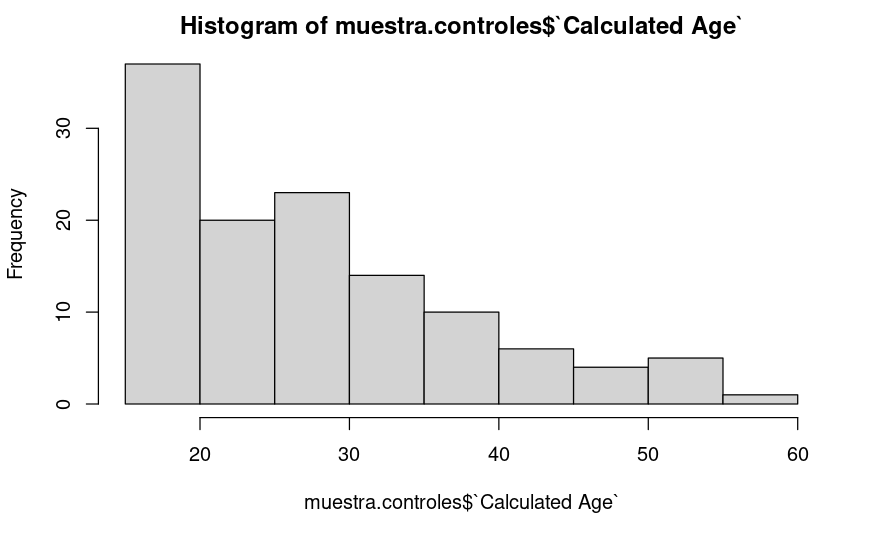 Histogram of muestra.controles$`Calculated Age`
Frequency
30
20
10
0
20 30 40 50 60
muestra.controles$`Calculated Age`